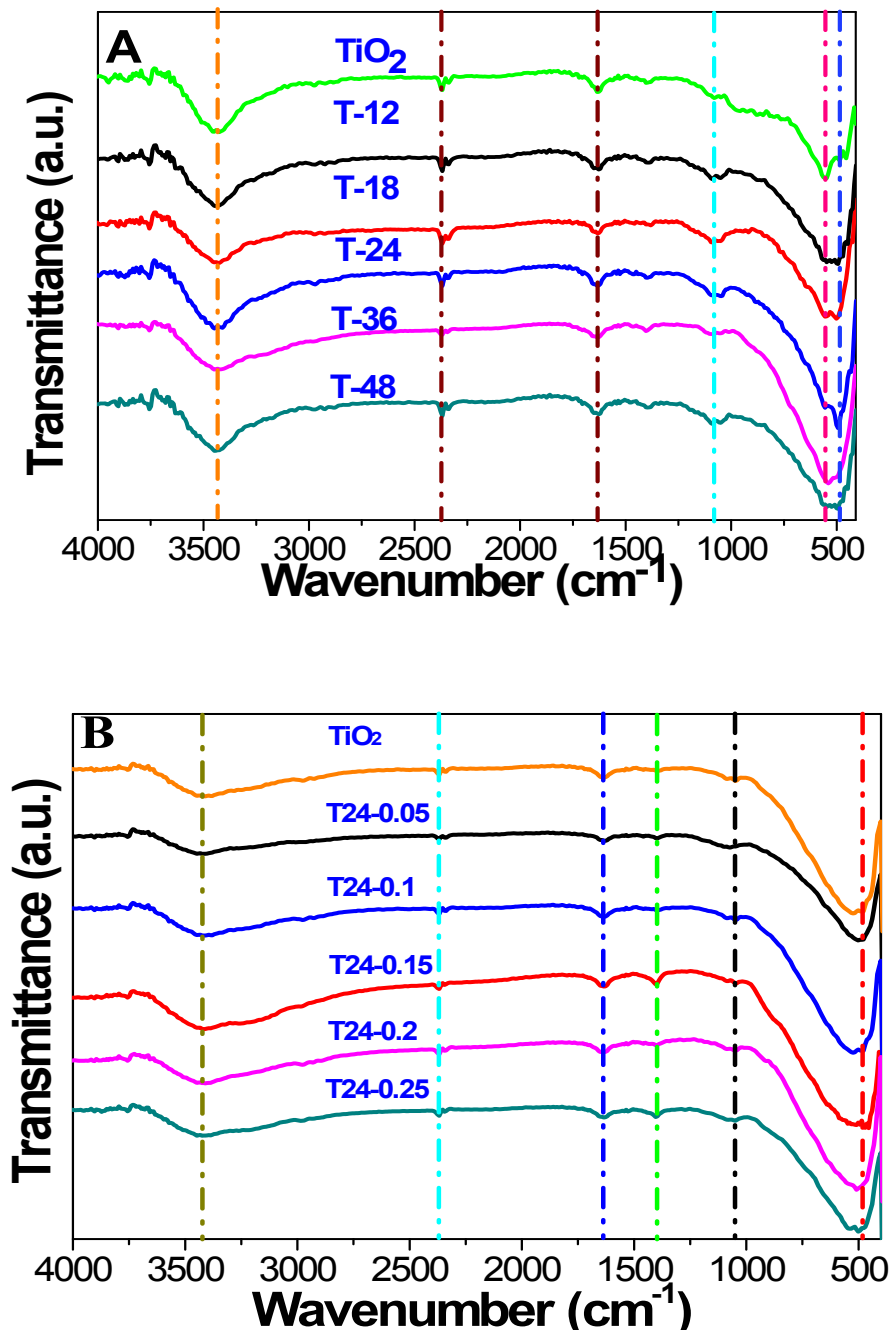 A
TiO2
T-12
T-18
T-24
T-36
T-48
Transmittance (a.u.)
4000 3500 3000 2500 2000 1500 1000 500
Wavenumber (cm-1)
B
TiO2
T24-0.05
T24-0.1
T24-0.15
T24-0.2
T24-0.25
Transmittance (a.u.)
4000 3500 3000 2500 2000 1500 1000 500
Wavenumber (cm-1)